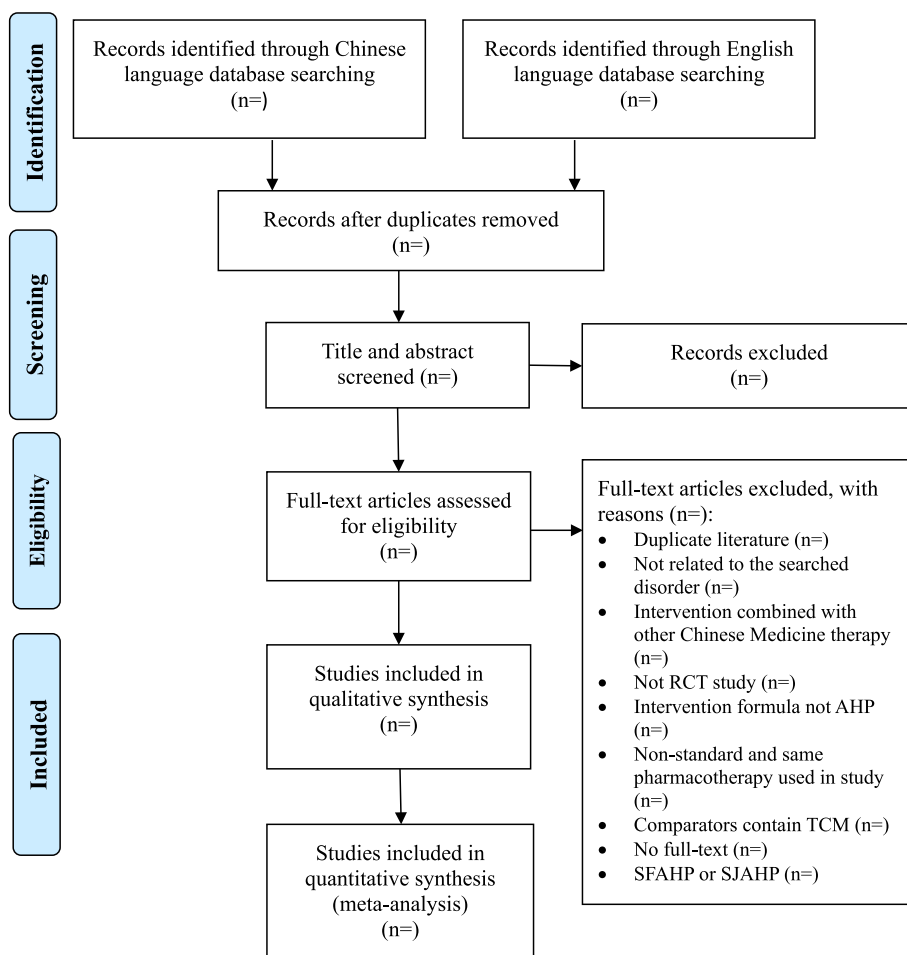 Identification
Records identified through Chinese
language database searching
(n=)
Records identified through English
language database searching
(n=)
Records after duplicates removed
(n=)
Screening
Title and abstract
screened (n=)
Records excluded
(n=)
Eligibility
Full-text articles assessed
for eligibility
(n=)
Full-text articles excluded, with
reasons (n=):
• Duplicate literature (n=)
• Not related to the searched
disorder (n=)
• Intervention combined with
other Chinese Medicine therapy
(n=)
• Not RCT study (n=)
• Intervention formula not AHP
(n=)
• Non-standard and same
pharmacotherapy used in study
(n=)
• Comparators contain TCM (n=)
• No full-text (n=)
• SFAHP or SJAHP (n=)
Included
Studies included in
qualitative synthesis
(n=)
Studies included in
quantitative synthesis
(meta-analysis)
(n=)